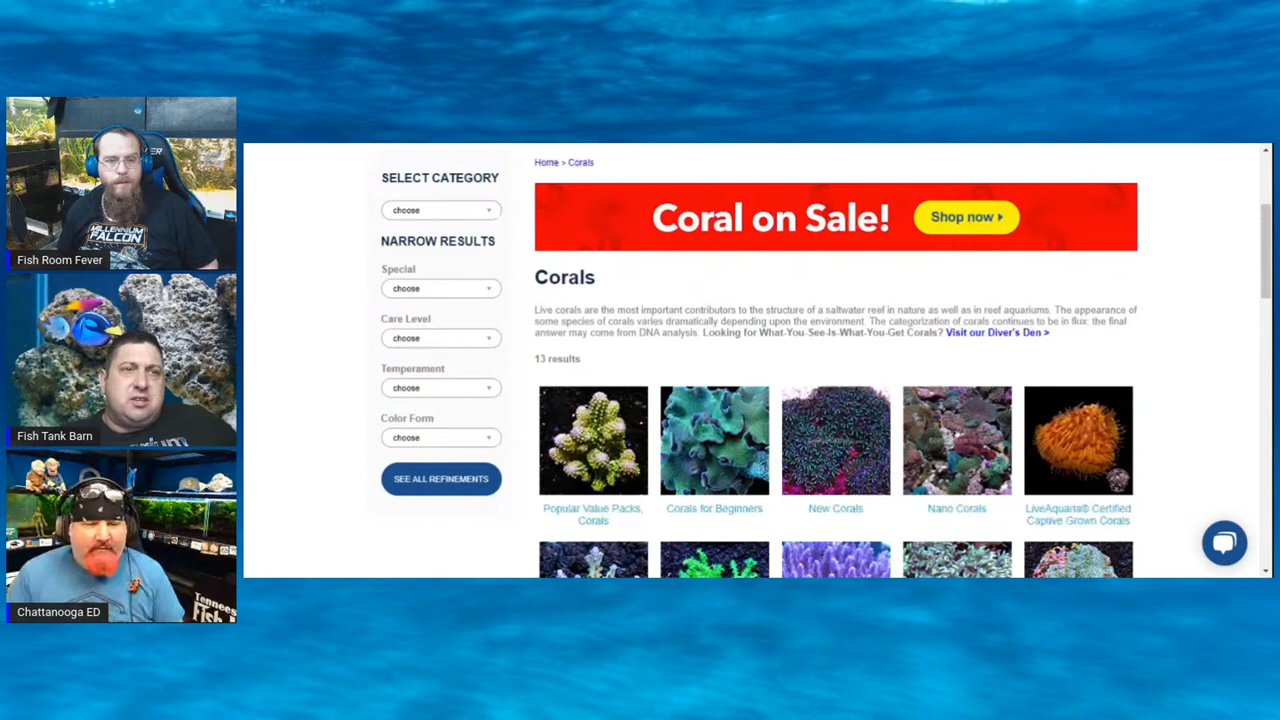 MILLENNIUM
FALCON
Fish Room Fever
Fish Tank Barn
Chattanooga ED
Tennes
Fish
SELECT CATEGORY
choose
NARROW RESULTS
Special
choose
Care Level
choose
Temperament
choose
Color Form
choose
SEE ALL REFINEMENTS
Home > Corals
Coral on Sale!
Shop now
Corals
Live corals are the most important contributors to the structure of a saltwater reef in nature as well as in reef aquariums. The appearance of
some species of corals varies dramatically depending upon the environment. The categorization of corals continues to be in flux: the final
answer may come from DNA analysis. Looking for What-You-See-Is-What-You-Get Corals? Visit our Diver's Den >
13 results
Popular Value Packs,
Corals
Corals for Beginners
New Corals
Nano Corals
LiveAquaria® Certified
Captive Grown Corals